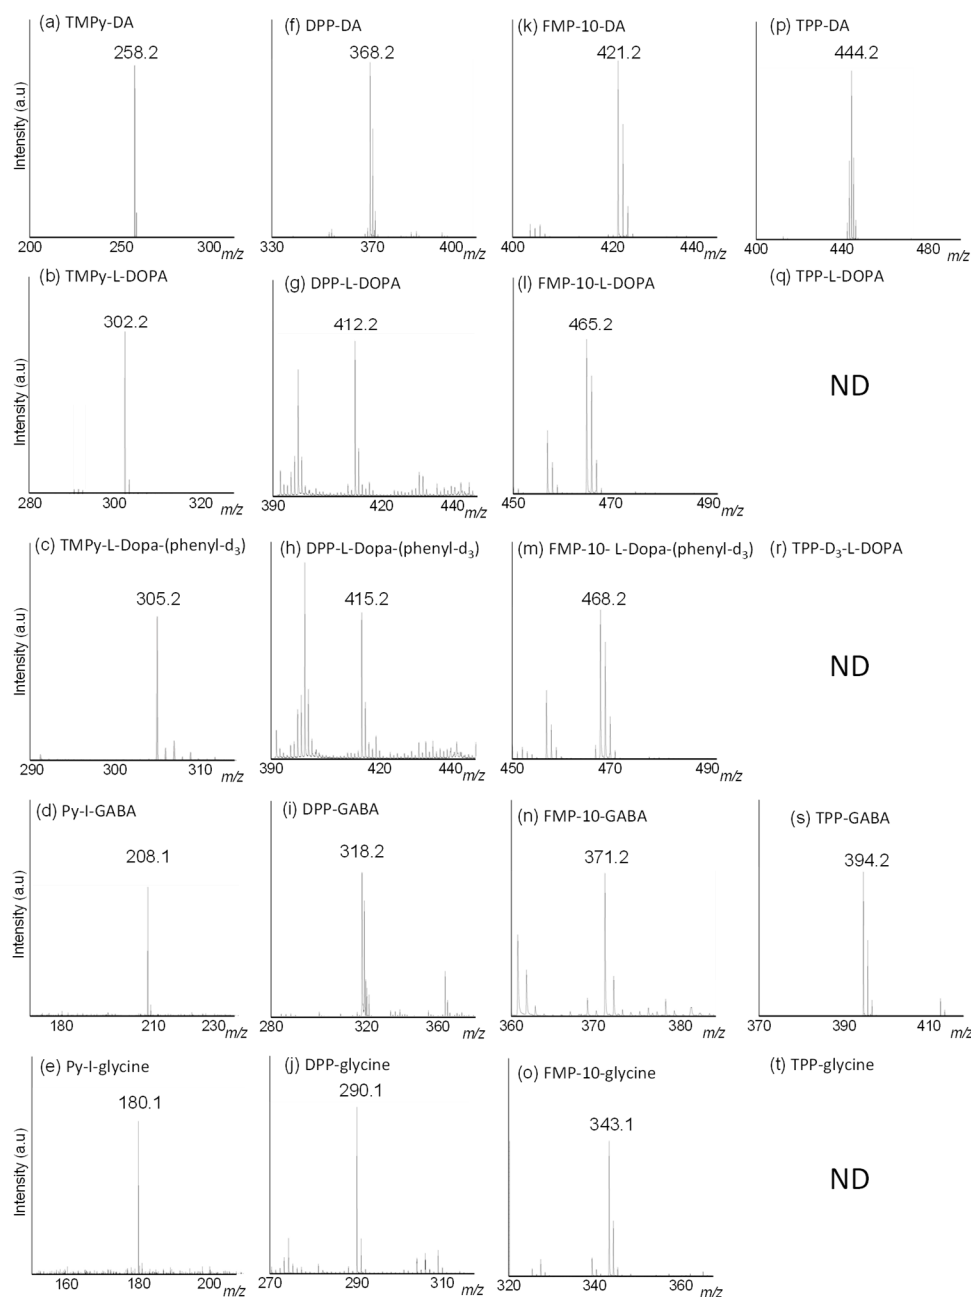 (a) TMPy-DA
(f) DPP-DA
(k) FMP-10-DA
(p) TPP-DA
258.2
368.2
421.2
444.2
Intensity (a.u)
200 250 300 m/z
330 370 400 m/z
400 420 440 m/z
400 440 480 m/z
(b) TMPy-L-DOPA
(g) DPP-L-DOPA
(l) FMP-10-L-DOPA
(q) TPP-L-DOPA
302.2
412.2
465.2
ND
Intensity (a.u)
280 300 320 m/z
390 420 440 m/z
450 470 490 m/z
(c) TMPy-L-Dopa-(phenyl-d₃)
(h) DPP-L-Dopa-(phenyl-d₃)
(m) FMP-10- L-Dopa-(phenyl-d₃)
(r) TPP-D₃-L-DOPA
305.2
415.2
468.2
ND
Intensity (a.u)
290 300 310 m/z
390 420 440 m/z
450 470 490 m/z
(d) Py-I-GABA
(i) DPP-GABA
(n) FMP-10-GABA
(s) TPP-GABA
208.1
318.2
371.2
394.2
Intensity (a.u)
180 210 230 m/z
280 320 360 m/z
360 370 380 m/z
370 390 410 m/z
(e) Py-I-glycine
(j) DPP-glycine
(o) FMP-10-glycine
(t) TPP-glycine
180.1
290.1
343.1
ND
Intensity (a.u)
160 180 200 m/z
270 290 310 m/z
320 340 360 m/z